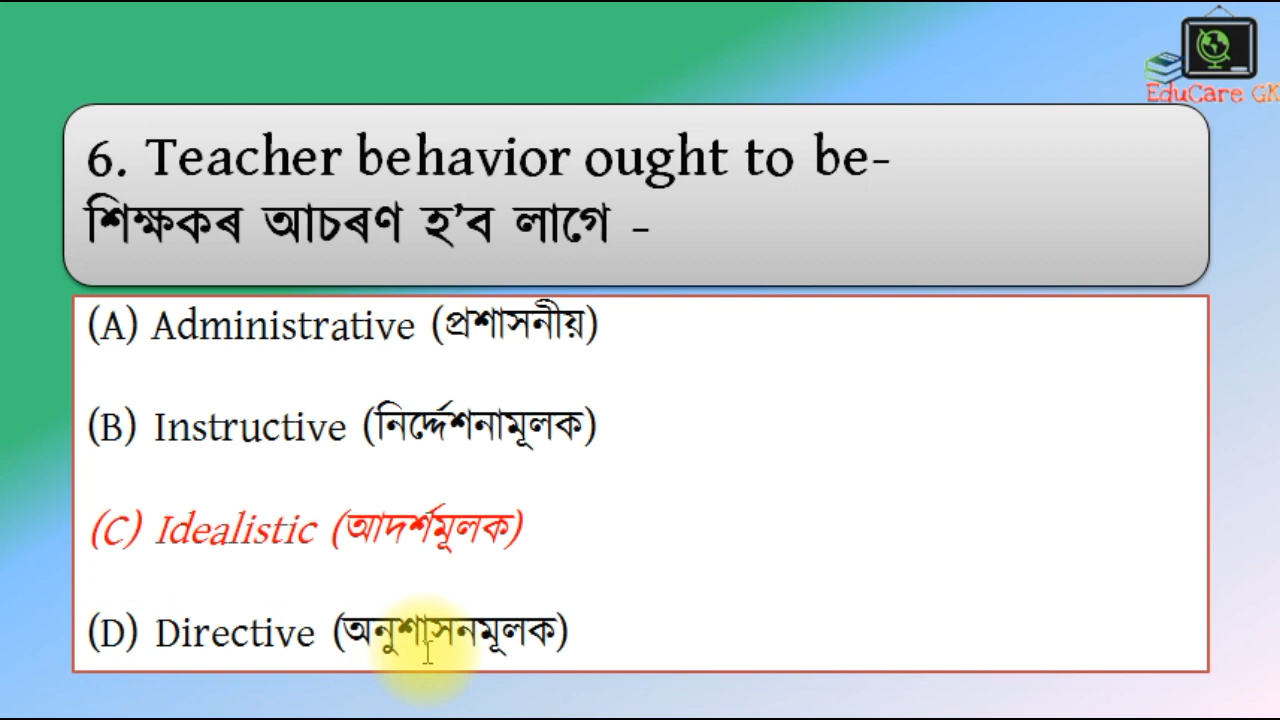 EduCare GK
6. Teacher behavior ought to be-
শিক্ষকৰ আচৰণ হ'ব লাগে -
(A) Administrative (প্ৰশাসনীয়)
(B) Instructive (নিৰ্দ্দেশনামূলক)
(C) Idealistic (আদৰ্শমূলক)
(D) Directive (অনুশাসনমূলক)